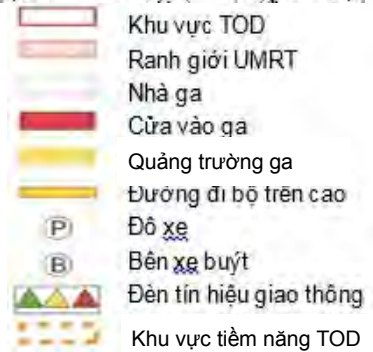 Khu vực TOD
Ranh giới UMRT
Nhà ga
Cửa vào ga
Quảng trường ga
Đường đi bộ trên cao
P Đỗ xe
B Bến xe buýt
Đèn tín hiệu giao thông
Khu vực tiềm năng TOD